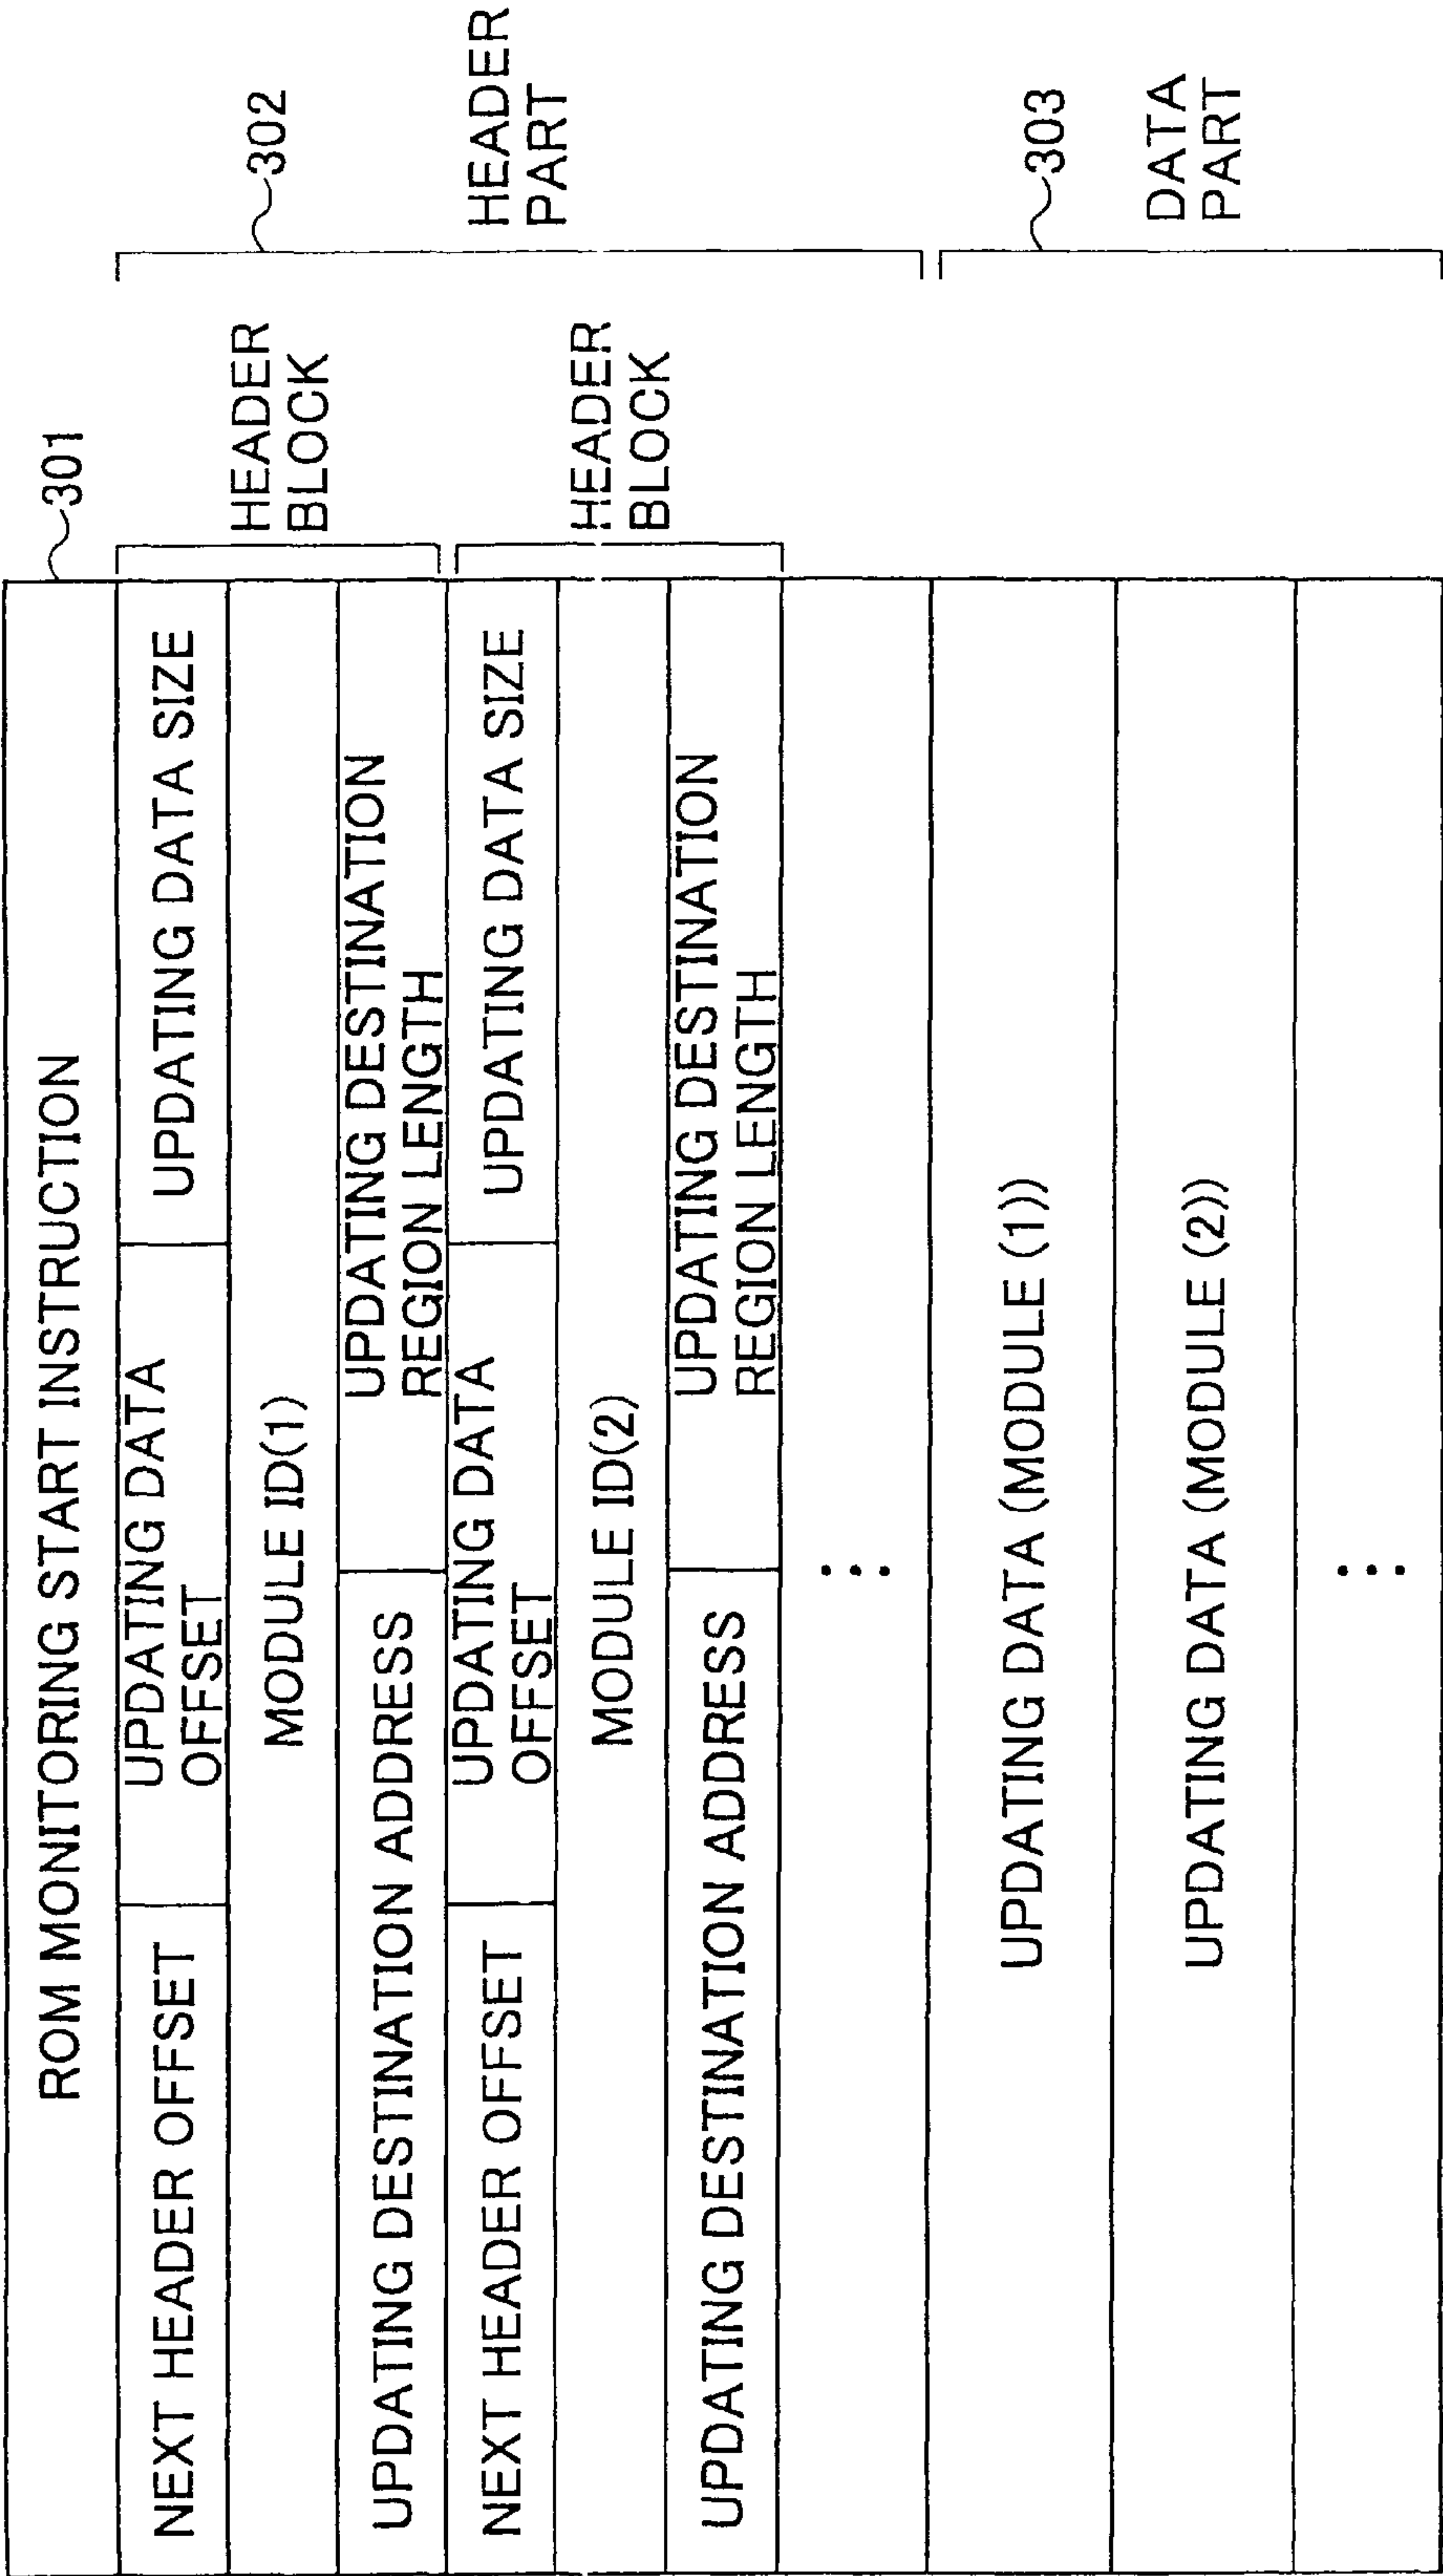 ROM MONITORING START INSTRUCTION
301
NEXT HEADER OFFSET
UPDATING DATA
OFFSET
UPDATING DATA SIZE
MODULE ID(1)
UPDATING DESTINATION ADDRESS
UPDATING DESTINATION
REGION LENGTH
HEADER
BLOCK
302
NEXT HEADER OFFSET
UPDATING DATA
OFFSET
UPDATING DATA SIZE
MODULE ID(2)
UPDATING DESTINATION ADDRESS
UPDATING DESTINATION
REGION LENGTH
HEADER
BLOCK
HEADER
PART
...
UPDATING DATA (MODULE (1))
303
UPDATING DATA (MODULE (2))
DATA
PART
...